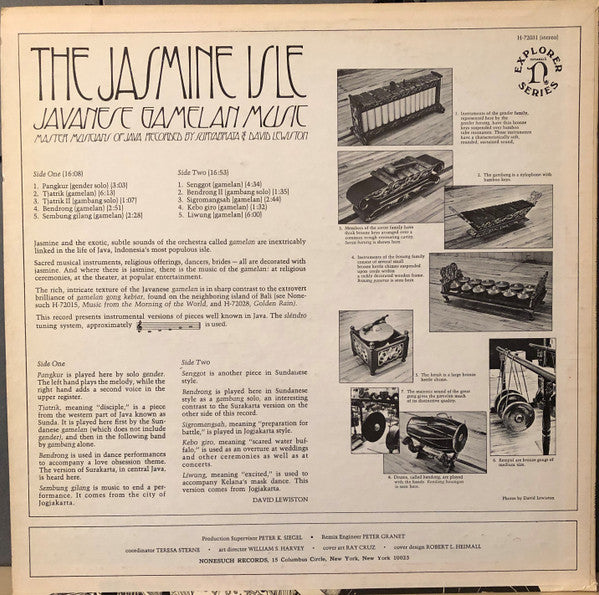 H-72031 (stereo)
THE JASMINE ISLE
JAVANESE GAMELAN MUSIC
MASTER MUSICIANS OF JAVA RECORDED BY SURYABRATA & DAVID LEWISTON
EXPLORER
NONESUCH
SERIES
Side One (16:08)
1. Pangkur (gender solo) [3:03]
2. Tjatrik (gamelan) [6:13]
3. Tjatrik II (gambang solo) [1:07]
4. Bendrong (gamelan) [2:51]
5. Sembung gilang (gamelan) [2:28]
Side Two (16:53)
1. Senggot (gamelan) [4:34]
2. Bendrong II (gambang solo) [1:35]
3. Sigromangsah (gamelan) [2:44]
4. Kebo giro (gamelan) [1:32]
5. Liwung (gamelan) [6:00]
Jasmine and the exotic, subtle sounds of the orchestra called gamelan are inextricably
linked in the life of Java, Indonesia's most populous isle.
Sacred musical instruments, religious offerings, dancers, brides – all are decorated with
jasmine. And where there is jasmine, there is the music of the gamelan: at religious
ceremonies, at the theater, at popular entertainment.
The rich, intricate texture of the Javanese gamelan is in sharp contrast to the extrovert
brilliance of gamelan gong kebjar, found on the neighboring island of Bali (see None-
such H-72015, Music from the Morning of the World, and H-72028, Golden Rain).
This record presents instrumental versions of pieces well known in Java. The sléndro
tuning system, approximately is used.
Side One
Pangkur is played here by solo gender.
The left hand plays the melody, while the
right hand adds a second voice in the
upper register.
Tjatrik, meaning "disciple," is a piece
from the western part of Java known as
Sunda. It is played here first by the Sun-
danese gamelan (which does not include
gender), and then in the following band
by gambang alone.
Bendrong is used in dance performances
to accompany a love obsession theme.
The version of Surakarta, in central Java,
is heard here.
Sembung gilang is music to end a per-
formance. It comes from the city of
Jogjakarta.
Side Two
Senggot is another piece in Sundanese
style.
Bendrong is played here in Sundanese
style as a gambang solo, an interesting
contrast to the Surakarta version on the
other side of this record.
Sigromangsah, meaning "preparation for
battle," is played in Jogjakarta style.
Kebo giro, meaning "scared water buf-
falo," is used as an overture at weddings
and other ceremonies as well as at
concerts.
Liwung, meaning "excited," is used to
accompany Kelana's mask dance. This
version comes from Jogjakarta.
DAVID LEWISTON
1. Instruments of the gender family,
represented here by the
gender barung, have thin bronze
keys suspended over bamboo
tube resonators. These instruments
have a characteristically soft,
rounded, sustained sound.
2. The gambang is a xylophone with
bamboo keys.
3. Members of the saron family have
thick bronze keys arranged over a
common trough resonating cavity.
Saron barung is shown here.
4. Instruments of the bonang family
consist of several small
bronze kettle chimes suspended
upon cords within
a richly decorated wooden frame.
Bonang panerus is seen here.
5. The ketuk is a large bronze
kettle chime.
6. Kempul are bronze gongs of
medium size.
7. The majestic sound of the great
gong gives the gamelan much
of its distinctive quality.
8. Drums, called kendang, are played
with the hands.
is seen here.
Photos by David Lewiston
Production Supervisor PETER K. SIEGEL • Remix Engineer PETER GRANET
coordinator TERESA STERNE • art director WILLIAM S. HARVEY • cover art RAY CRUZ • cover design ROBERT L. HEIMALL
NONESUCH RECORDS, 15 Columbus Circle, New York, New York 10023